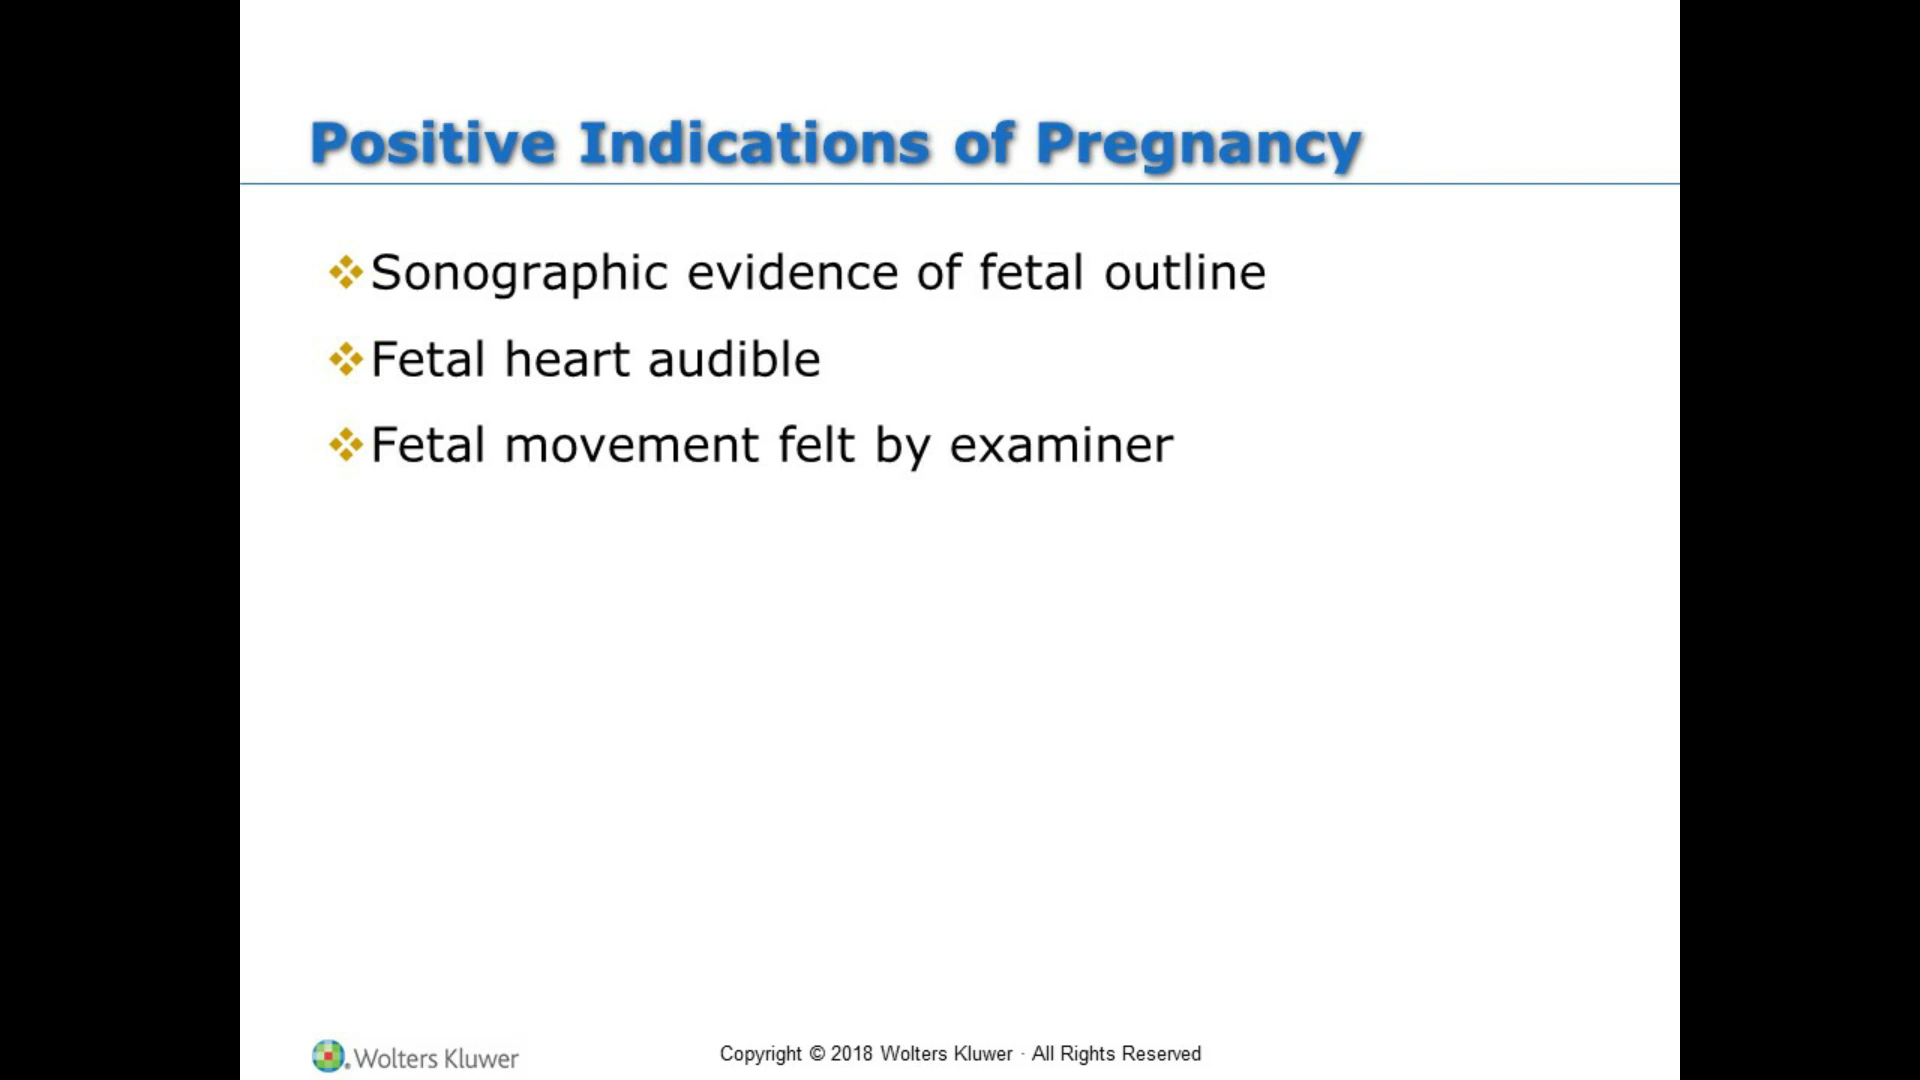 Positive Indications of Pregnancy
Sonographic evidence of fetal outline
Fetal heart audible
Fetal movement felt by examiner
Wolters Kluwer
Copyright © 2018 Wolters Kluwer · All Rights Reserved